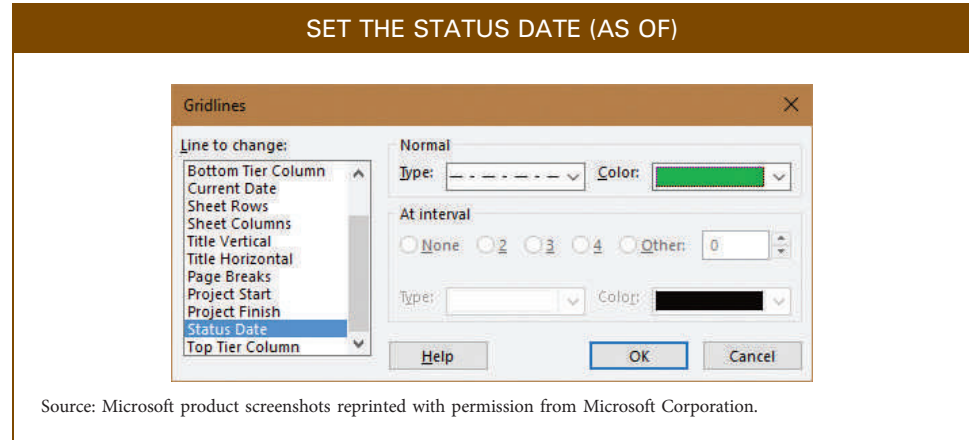 SET THE STATUS DATE (AS OF)
Gridlines
Line to change:
Bottom Tier Column
Current Date
Sheet Rows
Sheet Columns
Title Vertical
Title Horizontal
Page Breaks
Project Start
Project Finish
Status Date
Top Tier Column
Normal
Type: Color:
At interval
None 2 3 4 Other: 0
Type: Color:
Help OK Cancel
Source: Microsoft product screenshots reprinted with permission from Microsoft Corporation.